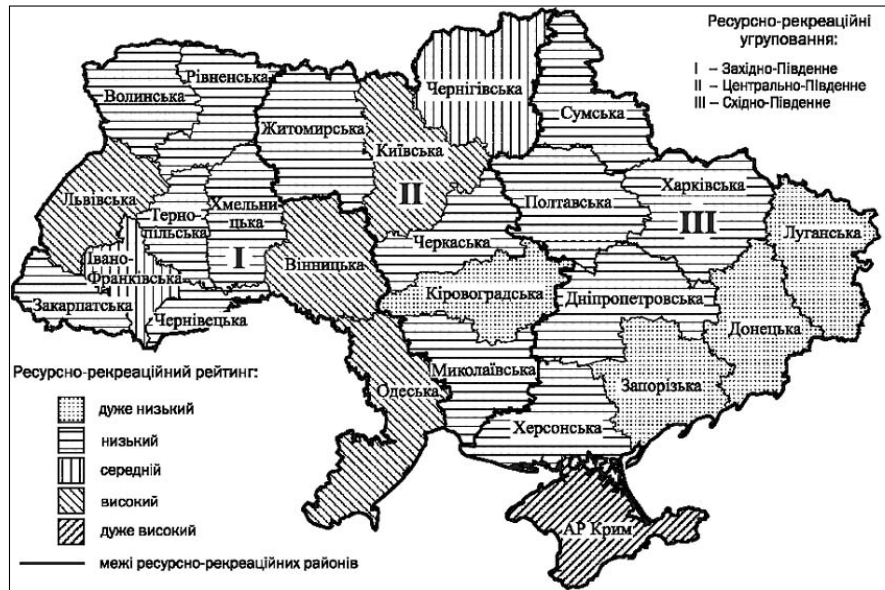 Ресурсно-рекреаційні
угруповання:
I – Західно-Південне
II – Центрально-Південне
III – Східно-Південне
Чернігівська
Рівненська
Волинська
Сумська
Житомирська
Київська
Львівська
II
Полтавська
Харківська
Хмельни-
цька
Терно-
пільська
III
Луганська
Черкаська
I
Вінницька
Івано-
Франківська
Кіровоградська
Дніпропетровська
Закарпатська
Чернівецька
Донецька
Ресурсно-рекреаційний рейтинг:
Миколаївська
Запорізька
Одеська
дуже низький
Херсонська
низький
середній
високий
дуже високий
АР Крим
межі ресурсно-рекреаційних районів